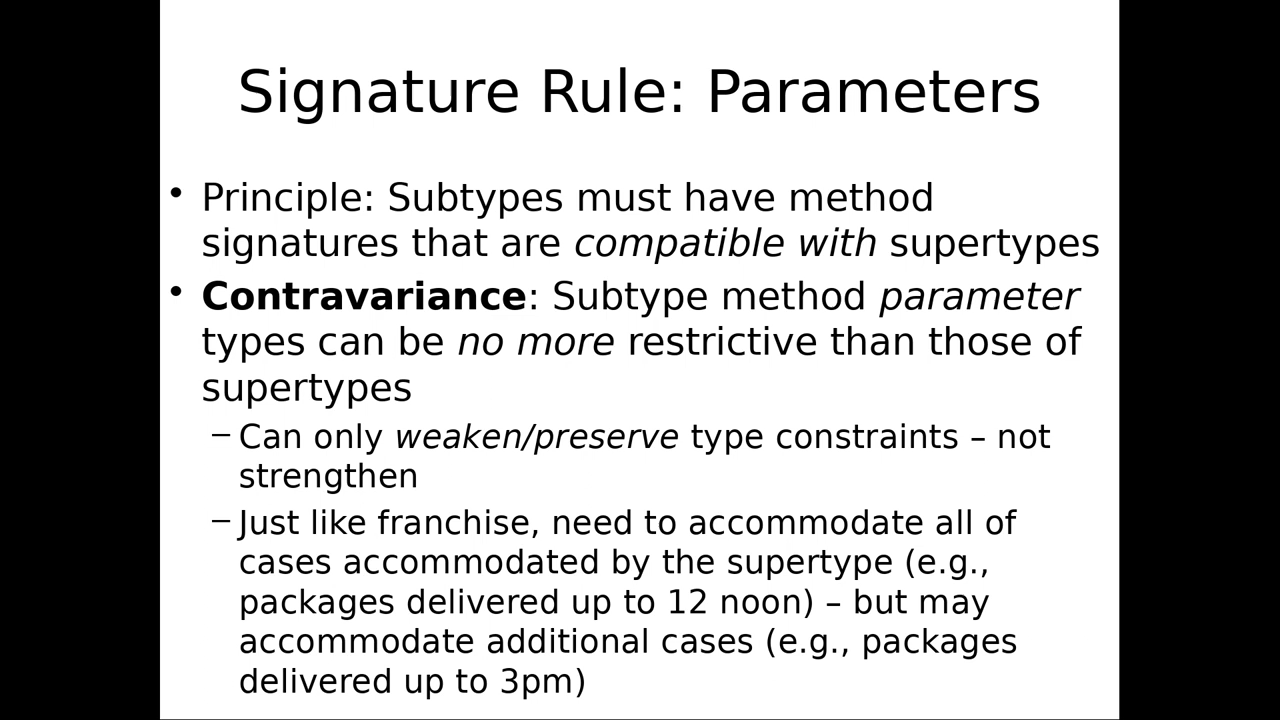 Signature Rule: Parameters
• Principle: Subtypes must have method
signatures that are compatible with supertypes
• Contravariance: Subtype method parameter
types can be no more restrictive than those of
supertypes
– Can only weaken/preserve type constraints – not
strengthen
– Just like franchise, need to accommodate all of
cases accommodated by the supertype (e.g.,
packages delivered up to 12 noon) – but may
accommodate additional cases (e.g., packages
delivered up to 3pm)